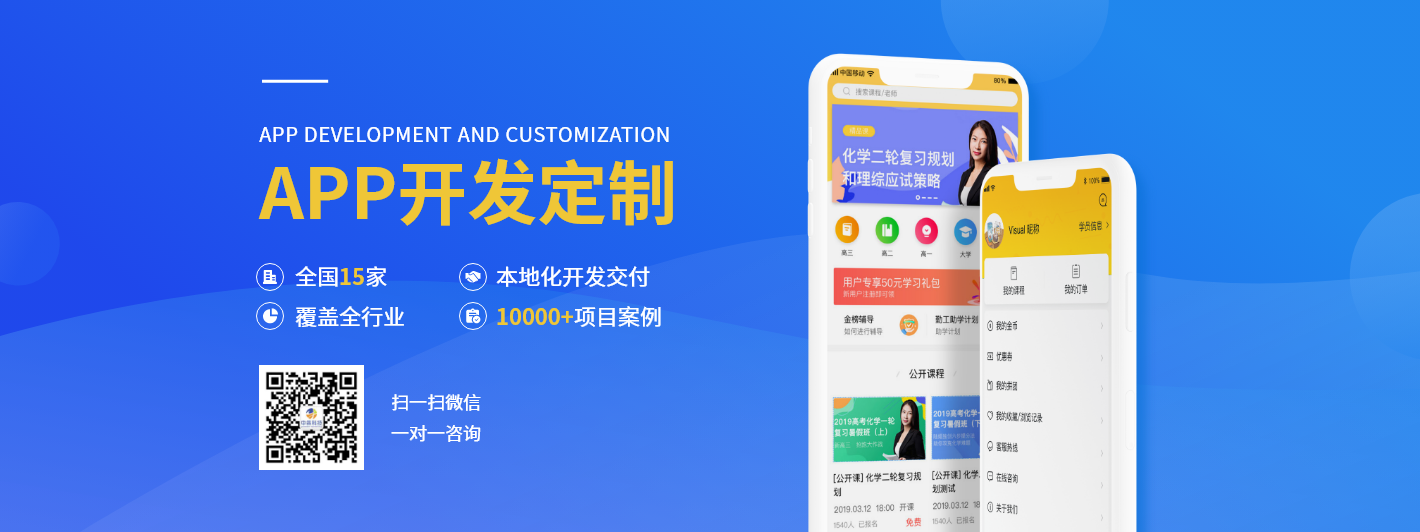 APP DEVELOPMENT AND CUSTOMIZATION
APP开发定制
全国15家
本地化开发交付
覆盖全行业
10000+项目案例
扫一扫微信
一对一咨询
中国移动
80%
搜索课程/老师
化学二轮复习规划
和理综应试策略
高三
高二
高一
大学
用户专享50元学习礼包
新用户注册即可领
金榜辅导
如何进行辅导
勤工助学计划
助学计划
公开课程
2019高考化学一轮
复习暑假班（上）
2019高考化学一
复习暑假班（下
[公开课] 化学二轮复习规
划
2019.03.12 18:00 开课
1540人 已报名
免费
[公开课] 化学
划测试
2019.03.12 18
1540人 已报名
100%
Visual 昵称
学员信息
我的课程
我的订单
我的金币
优惠券
我的拼团
我的收藏/浏览记录
客服热线
在线咨询
关于我们